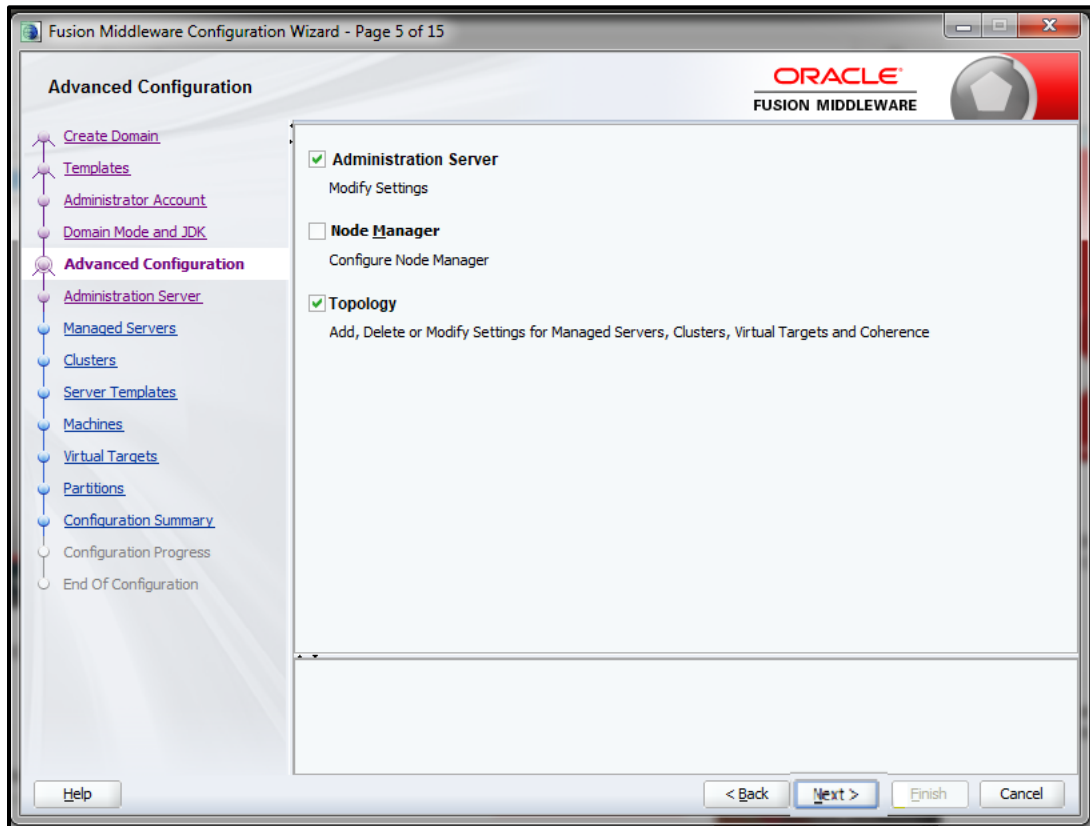 Fusion Middleware Configuration Wizard - Page 5 of 15
Advanced Configuration
ORACLE
FUSION MIDDLEWARE
Create Domain
Templates
Administrator Account
Domain Mode and JDK
Advanced Configuration
Administration Server
Managed Servers
Clusters
Server Templates
Machines
Virtual Targets
Partitions
Configuration Summary
Configuration Progress
End Of Configuration
Administration Server
Modify Settings
Node Manager
Configure Node Manager
Topology
Add, Delete or Modify Settings for Managed Servers, Clusters, Virtual Targets and Coherence
Help
< Back
Next >
Finish
Cancel